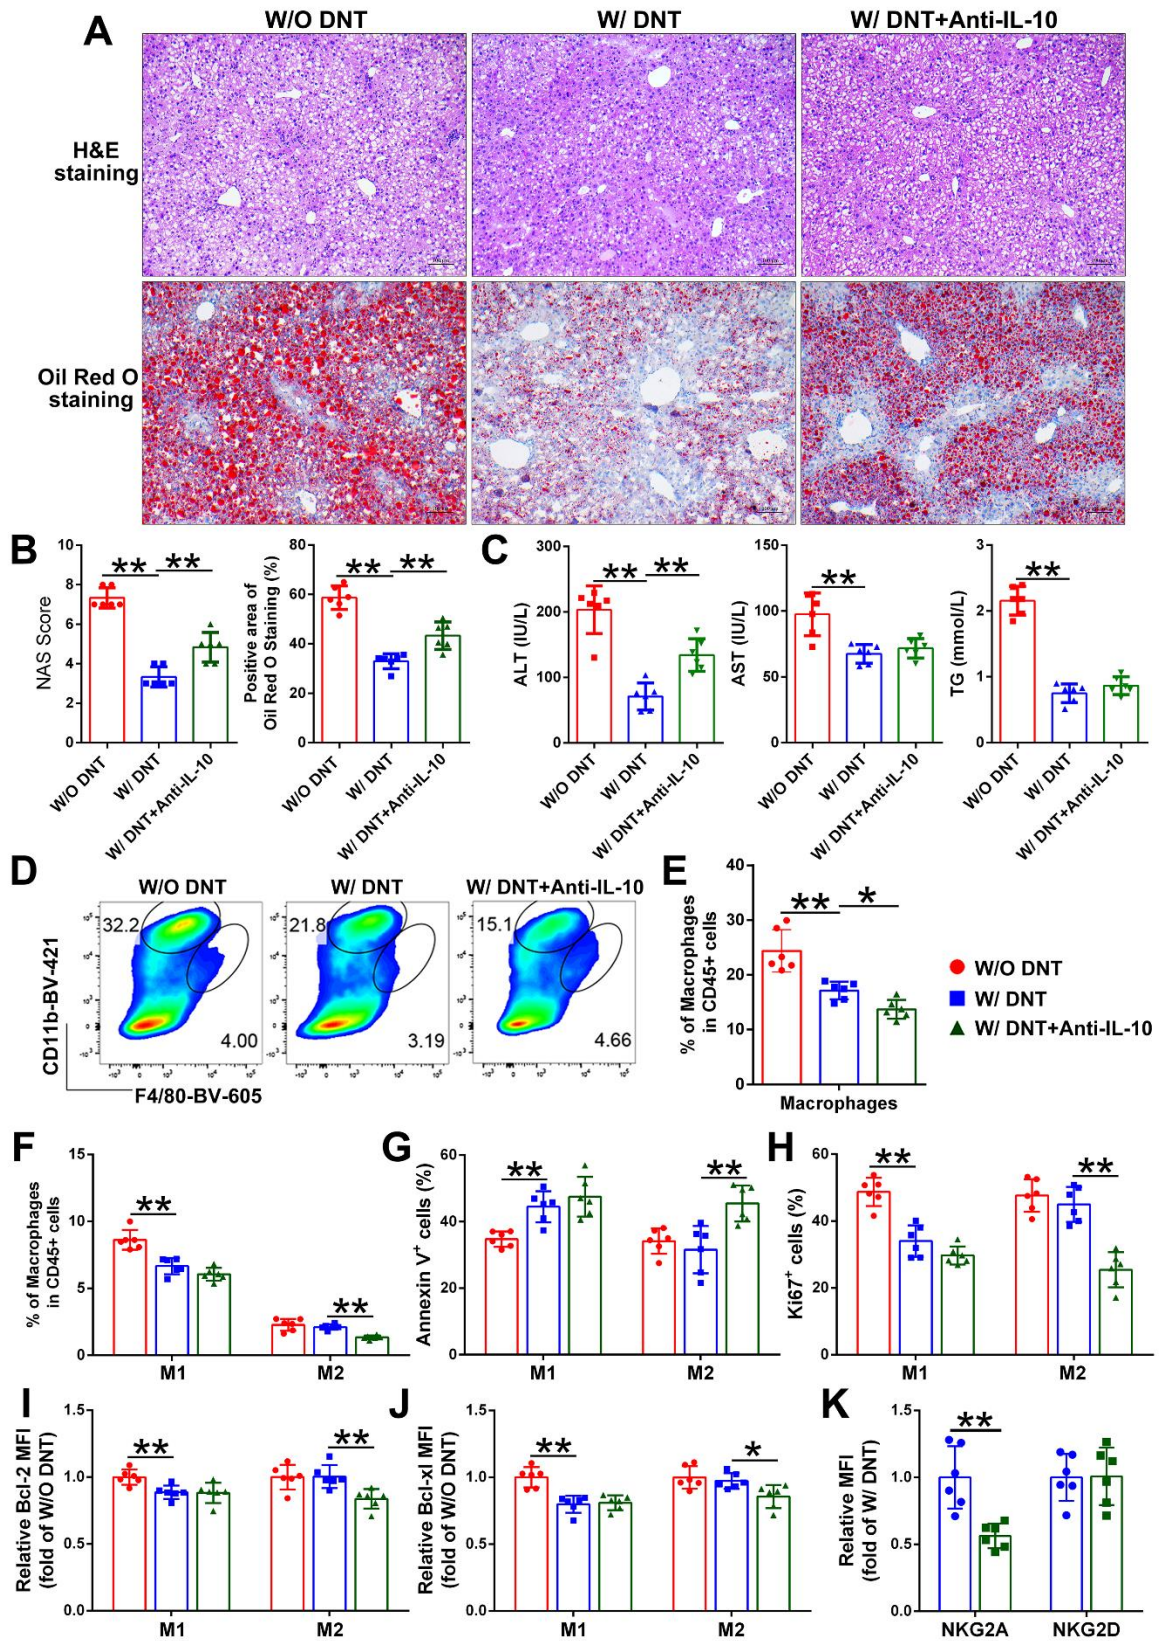 A
W/O DNT
W/ DNT
W/ DNT+Anti-IL-10
H&E
staining
Oil Red O
staining
B
NAS Score
10
8
6
4
2
0
**
**
W/O DNT
W/ DNT
W/ DNT+Anti-IL-10
Positive area of
Oil Red O Staining (%)
80
60
40
20
0
**
**
W/O DNT
W/ DNT
W/ DNT+Anti-IL-10
C
ALT (IU/L)
300
200
100
0
**
**
W/O DNT
W/ DNT
W/ DNT+Anti-IL-10
AST (IU/L)
150
100
50
0
**
W/O DNT
W/ DNT
W/ DNT+Anti-IL-10
TG (mmol/L)
3
2
1
0
**
W/O DNT
W/ DNT
W/ DNT+Anti-IL-10
D
W/O DNT
W/ DNT
W/ DNT+Anti-IL-10
32.2
4.00
21.8
3.19
15.1
4.66
CD11b-BV-421
F4/80-BV-605
E
% of Macrophages
in CD45+ cells
40
30
20
10
0
**
*
Macrophages
W/O DNT
W/ DNT
W/ DNT+Anti-IL-10
F
% of Macrophages
in CD45+ cells
15
10
5
0
**
**
M1
M2
G
Annexin V⁺ cells (%)
60
40
20
0
**
**
M1
M2
H
Ki67⁺ cells (%)
60
40
20
0
**
**
M1
M2
I
Relative Bcl-2 MFI
(fold of W/O DNT)
1.5
1.0
0.5
0.0
**
**
M1
M2
J
Relative Bcl-xl MFI
(fold of W/O DNT)
1.5
1.0
0.5
0.0
**
*
M1
M2
K
Relative MFI
(fold of W/ DNT)
1.5
1.0
0.5
0.0
**
NKG2A
NKG2D